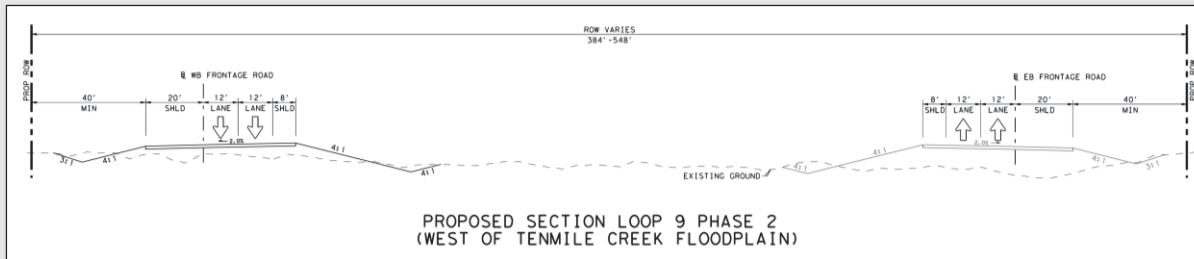 ROW VARIES
384'-548'
PROP ROW
PROP ROW
℄ WB FRONTAGE ROAD
℄ EB FRONTAGE ROAD
40' 20' 12' 12' 8'
MIN SHLD LANE LANE SHLD
8' 12' 12' 20' 40'
SHLD LANE LANE SHLD MIN
2.0%
2.0%
3:1 4:1 4:1 4:1
4:1 4:1 4:1 3:1
EXISTING GROUND
PROPOSED SECTION LOOP 9 PHASE 2
(WEST OF TENMILE CREEK FLOODPLAIN)